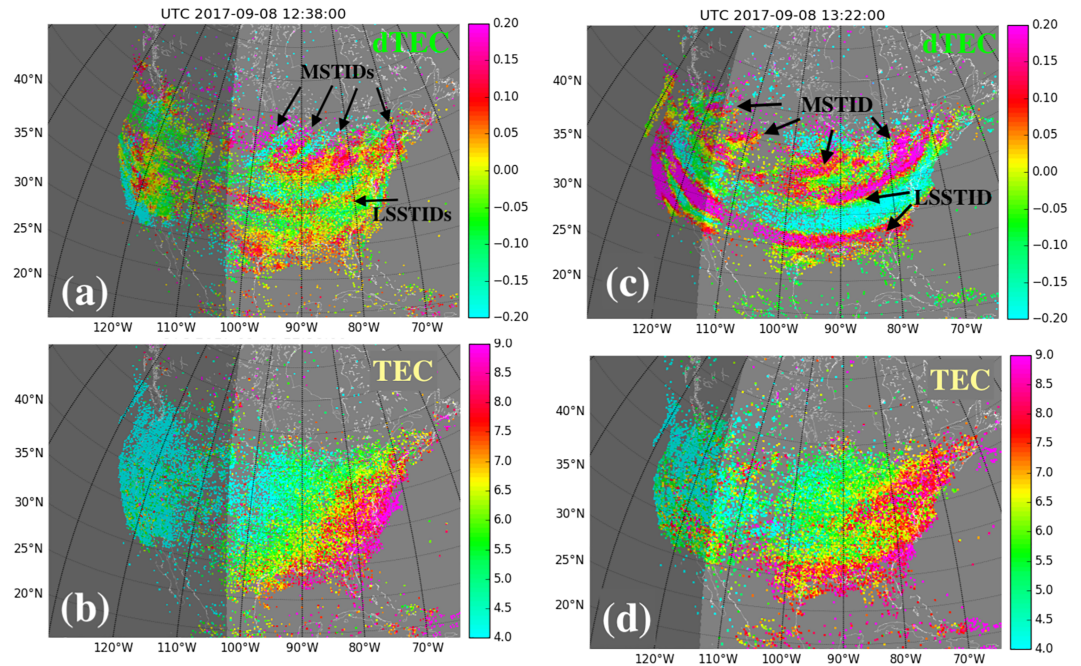 UTC 2017-09-08 12:38:00
dTEC
MSTIDs
LSSTIDs
(a)
40°N
35°N
30°N
25°N
20°N
120°W 110°W 100°W 90°W 80°W 70°W
0.20
0.15
0.10
0.05
0.00
−0.05
−0.10
−0.15
−0.20
UTC 2017-09-08 13:22:00
dTEC
MSTID
LSSTID
(c)
40°N
35°N
30°N
25°N
20°N
120°W 110°W 100°W 90°W 80°W 70°W
0.20
0.15
0.10
0.05
0.00
−0.05
−0.10
−0.15
−0.20
TEC
(b)
40°N
35°N
30°N
25°N
20°N
120°W 110°W 100°W 90°W 80°W 70°W
9.0
8.5
8.0
7.5
7.0
6.5
6.0
5.5
5.0
4.5
4.0
TEC
(d)
40°N
35°N
30°N
25°N
20°N
120°W 110°W 100°W 90°W 80°W 70°W
9.0
8.5
8.0
7.5
7.0
6.5
6.0
5.5
5.0
4.5
4.0